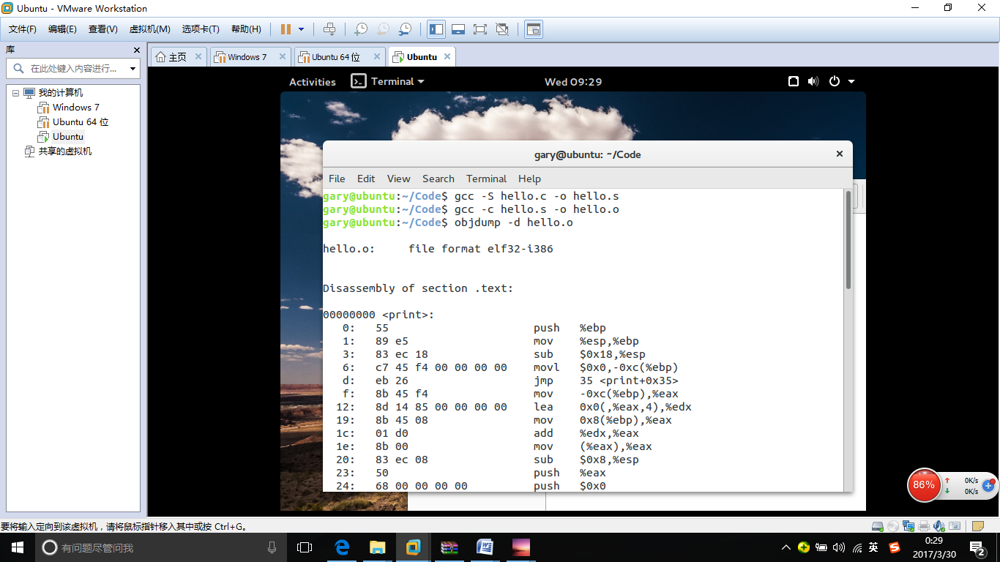 Ubuntu - VMware Workstation
文件(F) 编辑(E) 查看(V) 虚拟机(M) 选项卡(T) 帮助(H)
库
在此处键入内容进行...
我的计算机
Windows 7
Ubuntu 64 位
Ubuntu
共享的虚拟机
主页 Windows 7 Ubuntu 64 位 Ubuntu
Activities Terminal Wed 09:29
gary@ubuntu: ~/Code
File Edit View Search Terminal Help
gary@ubuntu:~/Code$ gcc -S hello.c -o hello.s
gary@ubuntu:~/Code$ gcc -c hello.s -o hello.o
gary@ubuntu:~/Code$ objdump -d hello.o
hello.o:     file format elf32-i386
Disassembly of section .text:
00000000 <print>:
0: 55 push %ebp
1: 89 e5 mov %esp,%ebp
3: 83 ec 18 sub $0x18,%esp
6: c7 45 f4 00 00 00 00 movl $0x0,-0xc(%ebp)
d: eb 26 jmp 35 <print+0x35>
f: 8b 45 f4 mov -0xc(%ebp),%eax
12: 8d 14 85 00 00 00 00 lea 0x0(,%eax,4),%edx
19: 8b 45 08 mov 0x8(%ebp),%eax
1c: 01 d0 add %edx,%eax
1e: 8b 00 mov (%eax),%eax
20: 83 ec 08 sub $0x8,%esp
23: 50 push %eax
24: 68 00 00 00 00 push $0x0
86% 0K/s
0K/s
要将输入定向到该虚拟机，请将鼠标指针移入其中或按 Ctrl+G。
有问题尽管问我
英
0:29
2017/3/30
2